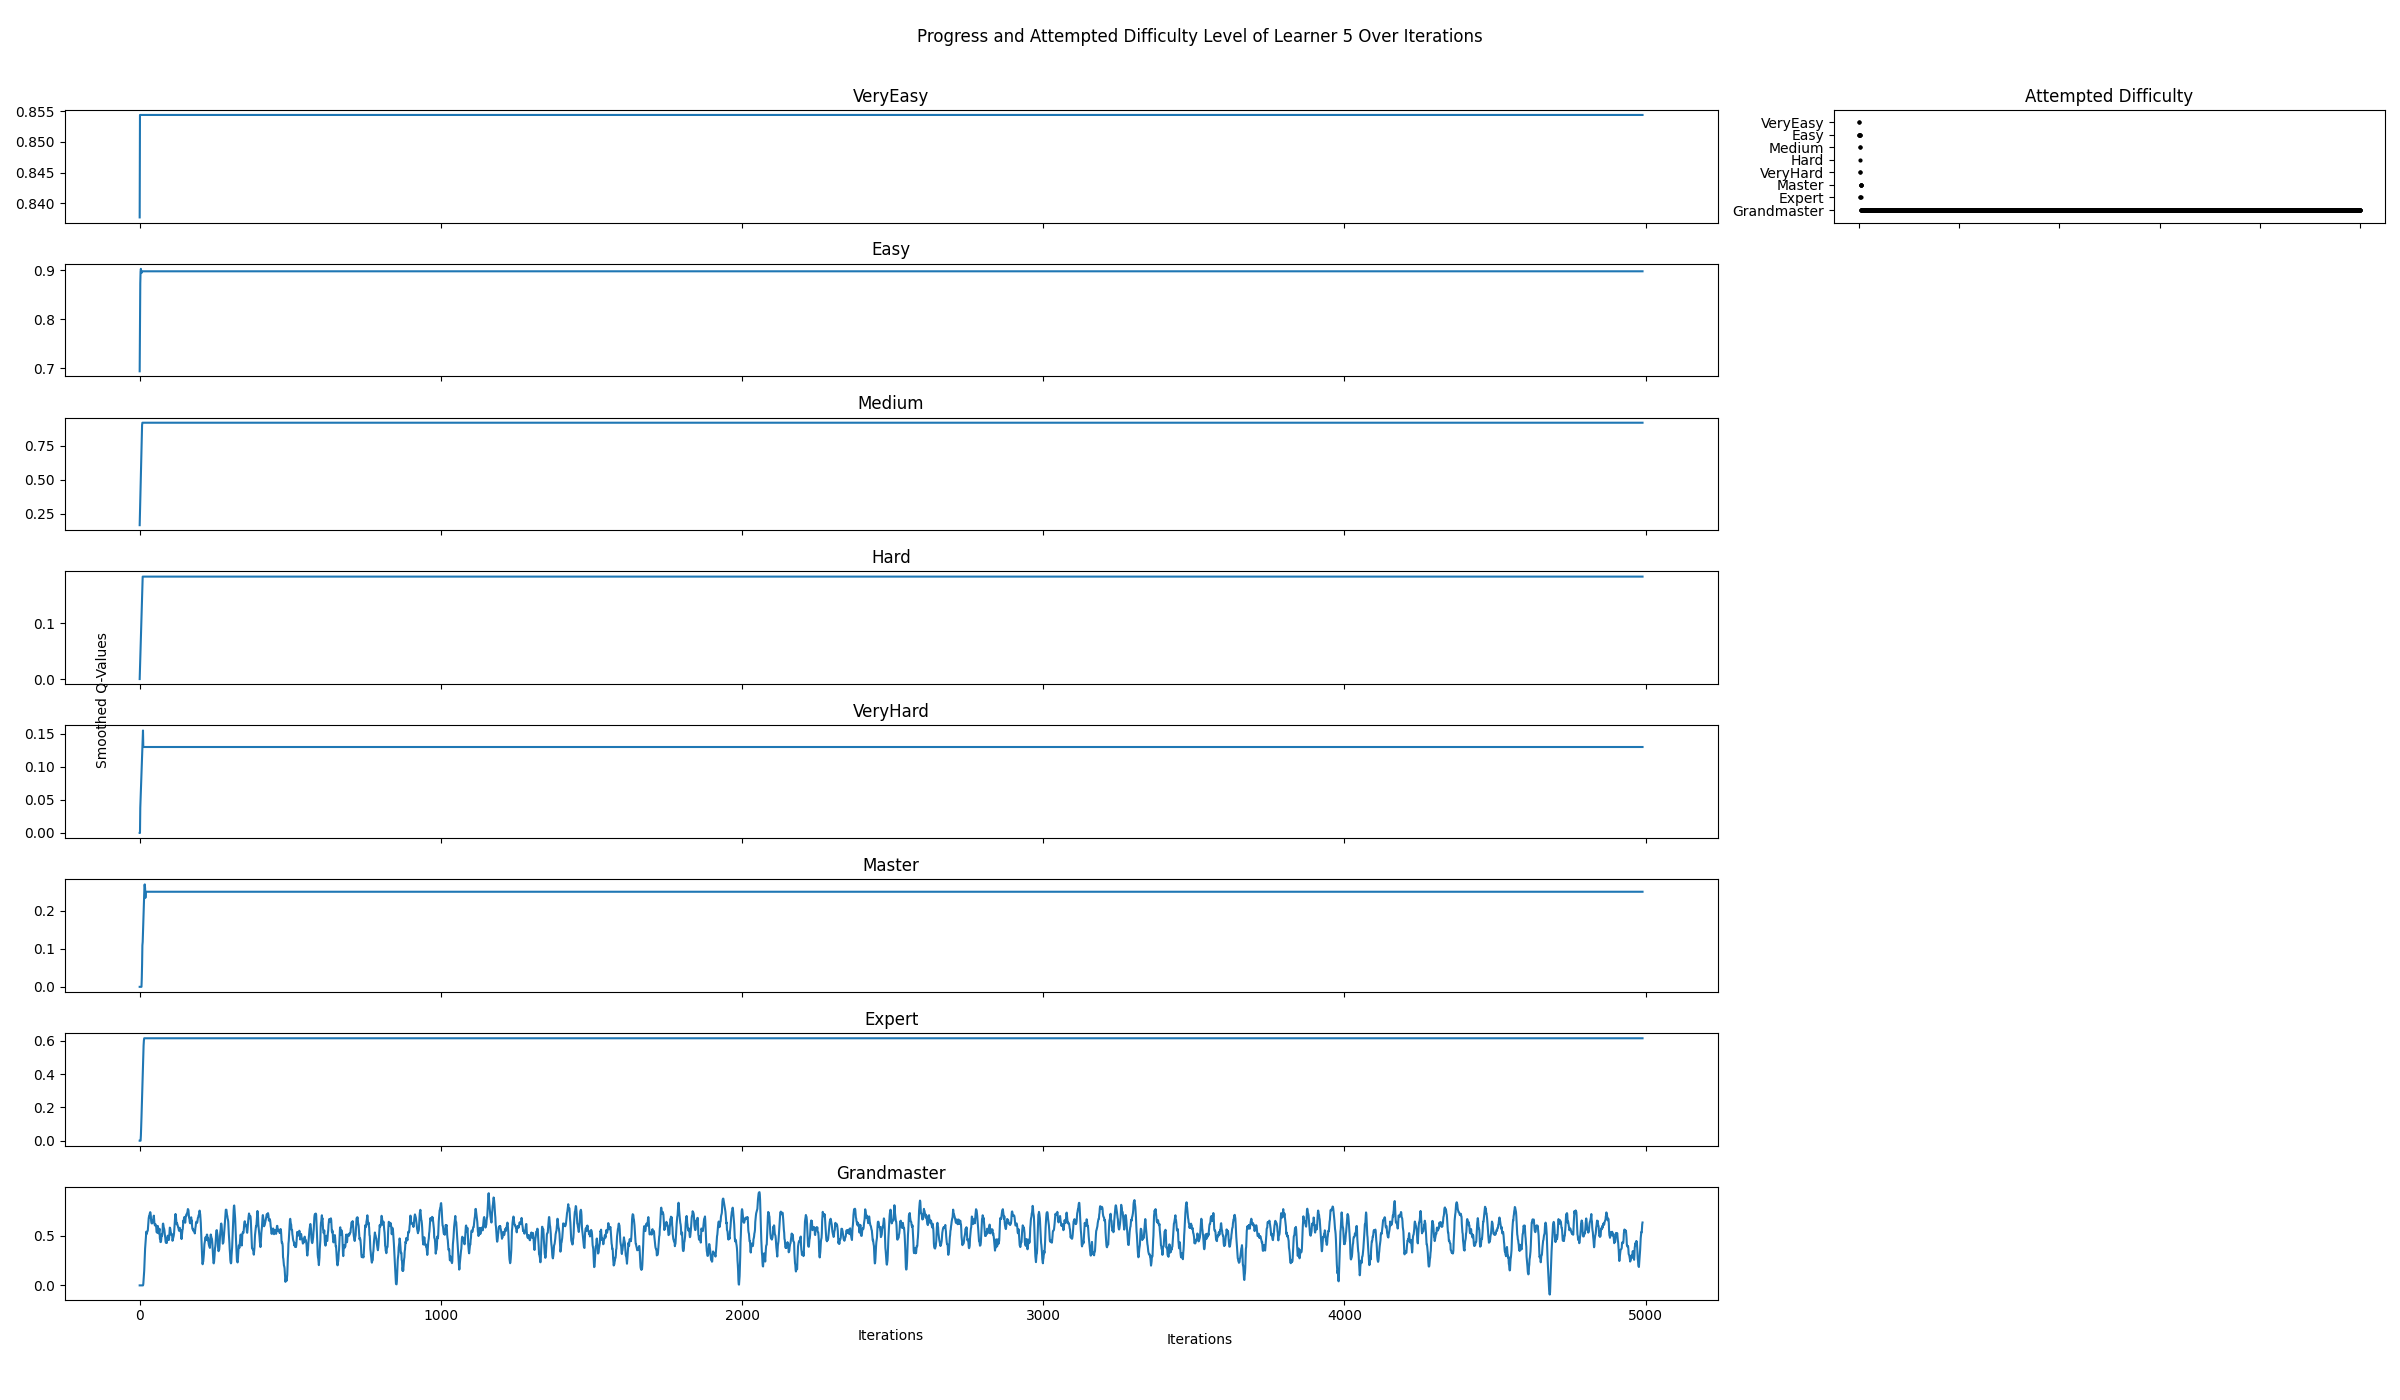 Progress and Attempted Difficulty Level of Learner 5 Over Iterations
VeryEasy
0.855
0.850
0.845
0.840
Easy
0.9
0.8
0.7
Medium
0.75
0.50
0.25
Hard
0.1
0.0
Smoothed Q-Values
VeryHard
0.15
0.10
0.05
0.00
Master
0.2
0.1
0.0
Expert
0.6
0.4
0.2
0.0
Grandmaster
0.5
0.0
0 1000 2000 3000 4000 5000
Iterations
Iterations
Attempted Difficulty
VeryEasy
Easy
Medium
Hard
VeryHard
Master
Expert
Grandmaster